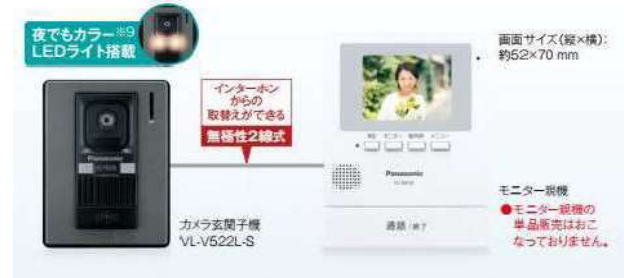 夜でもカラー※9
LEDライト搭載
インターホン
からの
取替えができる
無極性2線式
画面サイズ(縦×横):
約52×70 mm
Panasonic
Panasonic
通話/終了
カメラ玄関子機
VL-V522L-S
モニター親機
●モニター親機の
単品販売はおこ
なっておりません。